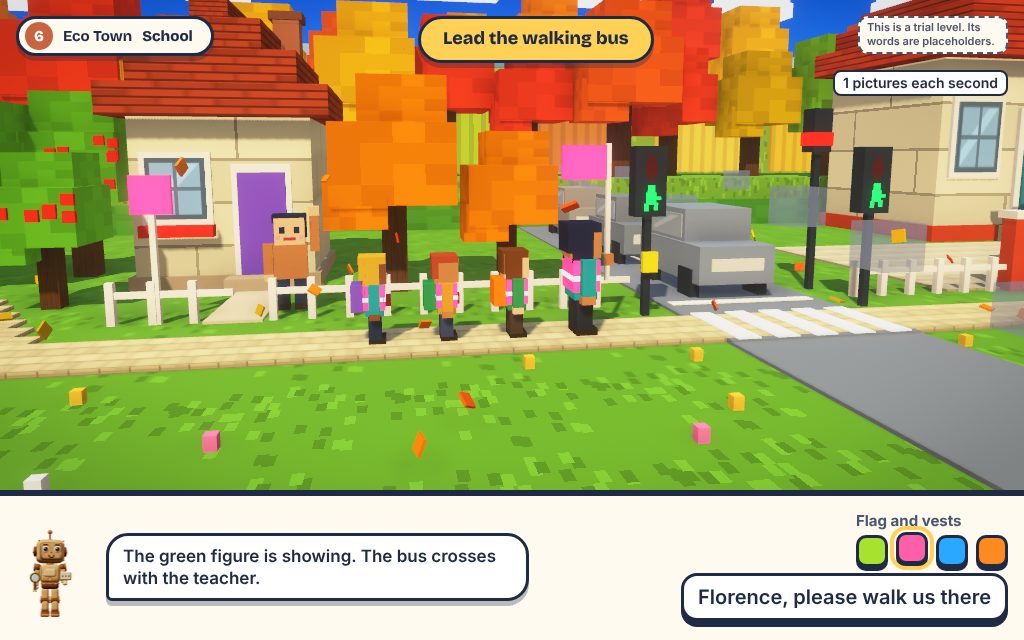 6 Eco Town School
Lead the walking bus
This is a trial level. Its
words are placeholders.
1 pictures each second
The green figure is showing. The bus crosses
with the teacher.
Flag and vests
Florence, please walk us there